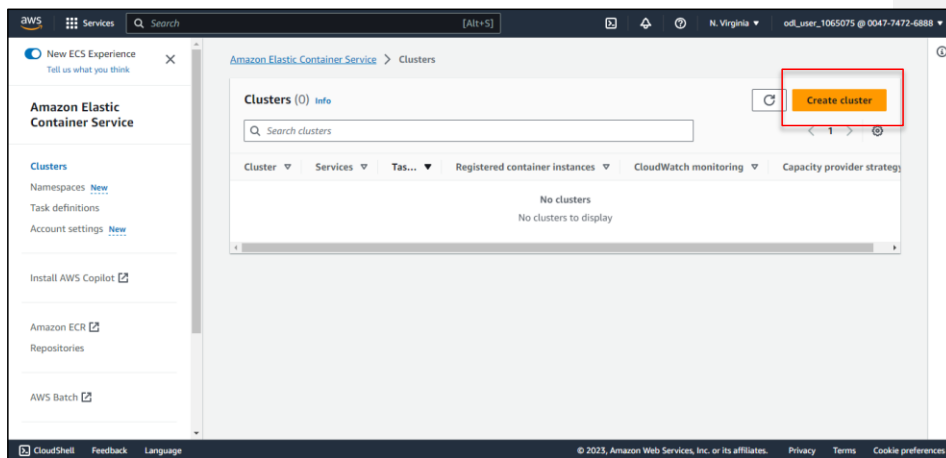 aws Services Search [Alt+S] N. Virginia ▼ odl_user_1065075 @ 0047-7472-6888 ▼
New ECS Experience
Tell us what you think
Amazon Elastic Container Service > Clusters
Amazon Elastic
Container Service
Clusters (0) Info
Create cluster
Search clusters
< 1 >
Cluster Services Tas... Registered container instances CloudWatch monitoring Capacity provider strategy
No clusters
No clusters to display
Clusters
Namespaces New
Task definitions
Account settings New
Install AWS Copilot
Amazon ECR
Repositories
AWS Batch
CloudShell Feedback Language © 2023, Amazon Web Services, Inc. or its affiliates. Privacy Terms Cookie preferences